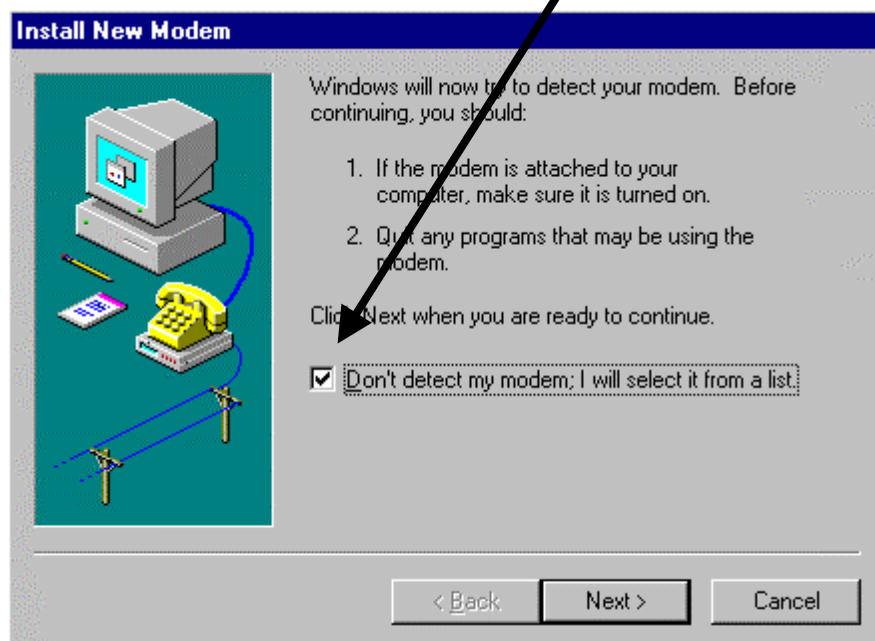 Install New Modem
Windows will now try to detect your modem. Before
continuing, you should:
1. If the modem is attached to your
computer, make sure it is turned on.
2. Quit any programs that may be using the
modem.
Click Next when you are ready to continue.
Don't detect my modem; I will select it from a list.
< Back
Next >
Cancel